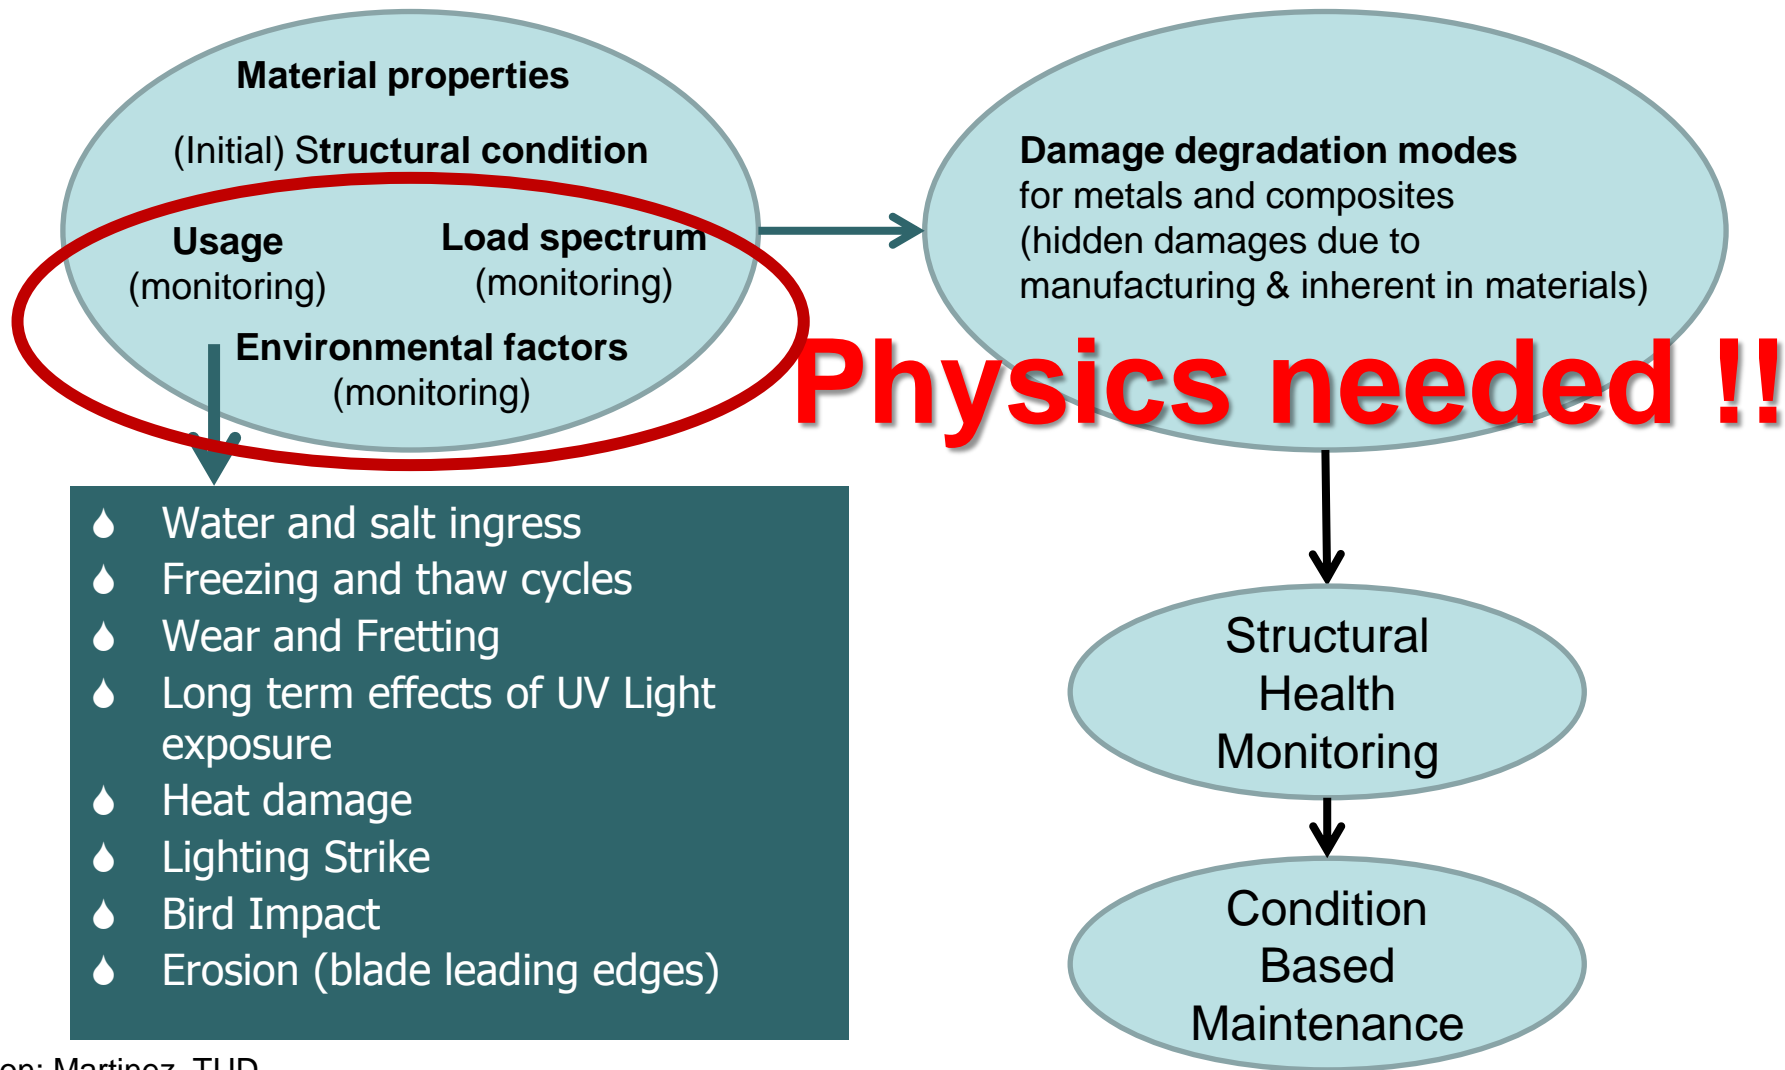 Material properties
(Initial) Structural condition
Usage
(monitoring)
Load spectrum
(monitoring)
Environmental factors
(monitoring)
Damage degradation modes
for metals and composites
(hidden damages due to
manufacturing & inherent in materials)
Physics needed !!
Water and salt ingress
Freezing and thaw cycles
Wear and Fretting
Long term effects of UV Light
exposure
Heat damage
Lighting Strike
Bird Impact
Erosion (blade leading edges)
Structural
Health
Monitoring
Condition
Based
Maintenance
on: Martinez, TUD